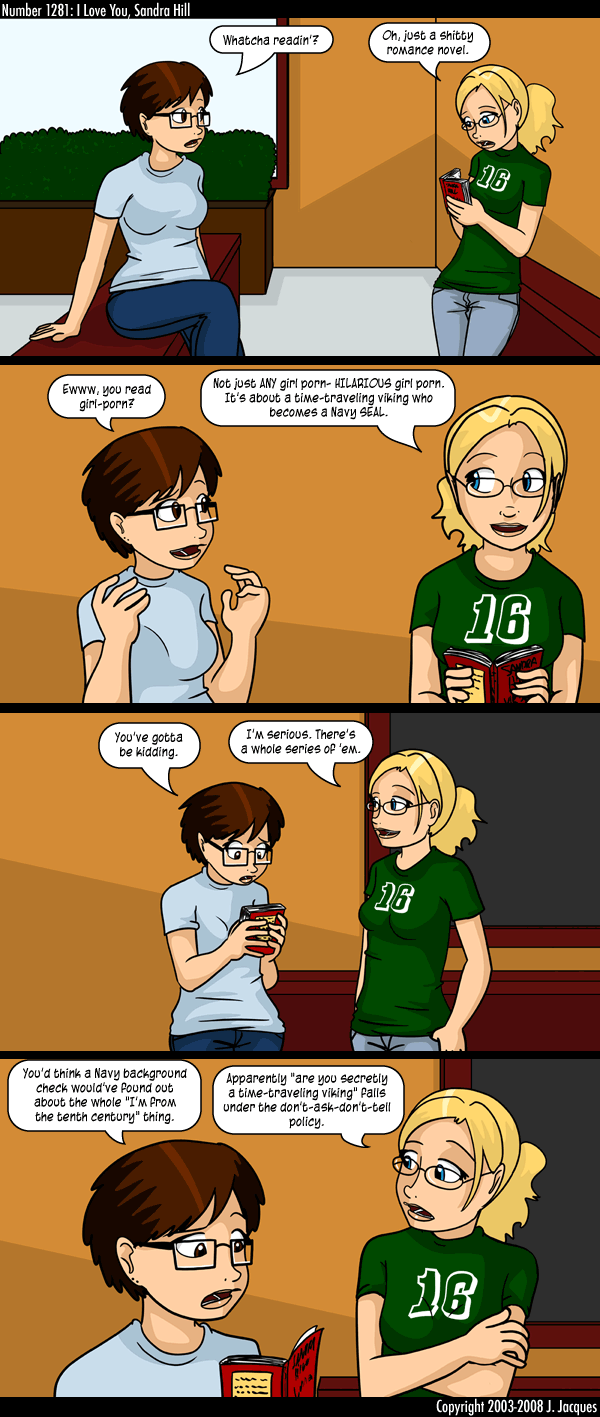 Number 1281: I Love You, Sandra Hill
Whatcha readin'?
Oh, just a shitty
romance novel.
16
Ewww, you read
girl-porn?
Not just ANY girl porn- HILARIOUS girl porn.
It's about a time-traveling viking who
becomes a Navy SEAL.
16
You've gotta
be kidding.
I'm serious. There's
a whole series of 'em.
16
You'd think a Navy background
check would've found out
about the whole "I'm from
the tenth century" thing.
Apparently "are you secretly
a time-traveling viking" falls
under the don't-ask-don't-tell
policy.
16
Copyright 2003-2008 J. Jacques